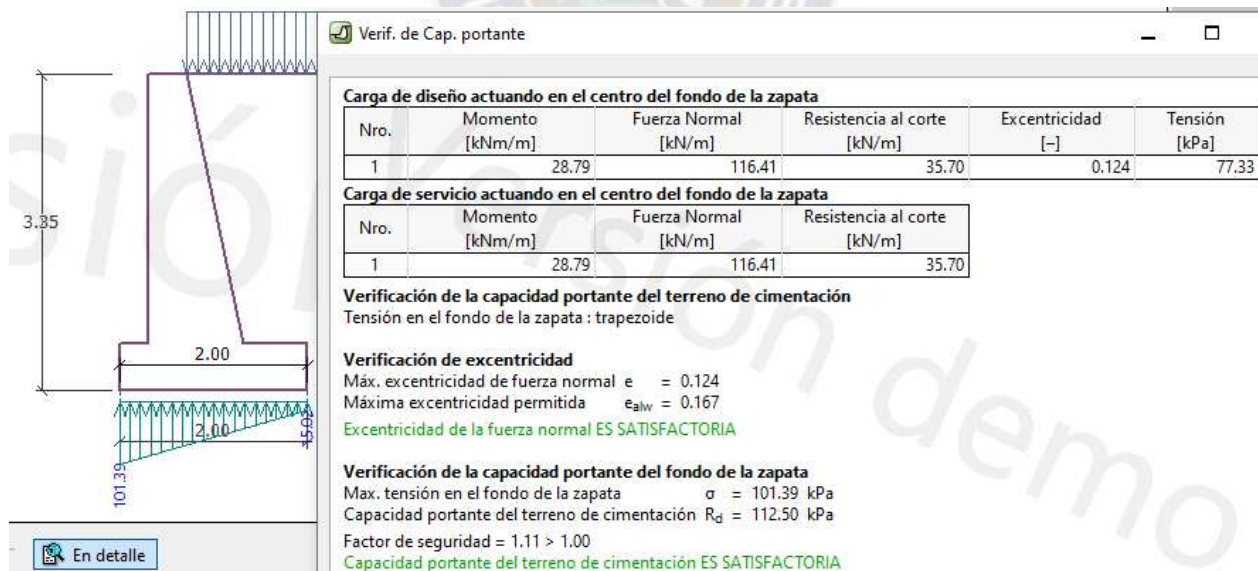 Verif. de Cap. portante
Carga de diseño actuando en el centro del fondo de la zapata
Nro. Momento [kNm/m] Fuerza Normal [kN/m] Resistencia al corte [kN/m] Excentricidad [–] Tensión [kPa]
1 28.79 116.41 35.70 0.124 77.33
Carga de servicio actuando en el centro del fondo de la zapata
Nro. Momento [kNm/m] Fuerza Normal [kN/m] Resistencia al corte [kN/m]
1 28.79 116.41 35.70
Verificación de la capacidad portante del terreno de cimentación
Tensión en el fondo de la zapata : trapezoide
Verificación de excentricidad
Máx. excentricidad de fuerza normal e = 0.124
Máxima excentricidad permitida e_alw = 0.167
Excentricidad de la fuerza normal ES SATISFACTORIA
Verificación de la capacidad portante del fondo de la zapata
Max. tensión en el fondo de la zapata σ = 101.39 kPa
Capacidad portante del terreno de cimentación R_d = 112.50 kPa
Factor de seguridad = 1.11 > 1.00
Capacidad portante del terreno de cimentación ES SATISFACTORIA
3.35
2.00
2.00
101.39
15.02
En detalle
sión
Versión demo